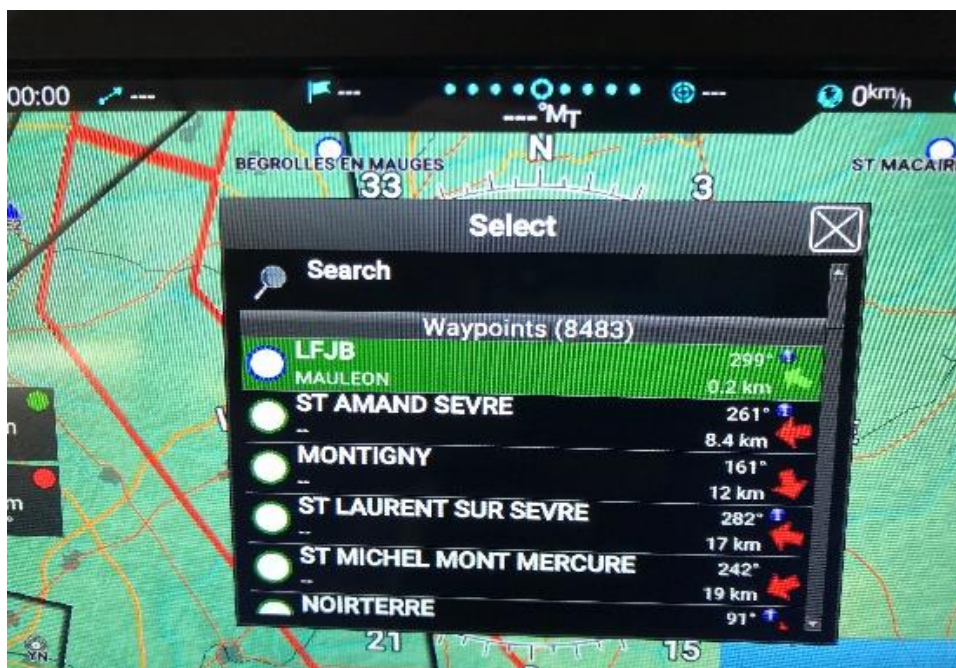 00:00 --- --- --- 0km/h
---°MT
N
BEGROLLES EN MAUGES
ST MACAIR
33 3
Select
Search
Waypoints (8483)
LFJB 299°
MAULEON 0.2 km
ST AMAND SEVRE 261°
-- 8.4 km
MONTIGNY 161°
-- 12 km
ST LAURENT SUR SEVRE 282°
-- 17 km
ST MICHEL MONT MERCURE 242°
-- 19 km
NOIRTERRE 91°
21 15
YN